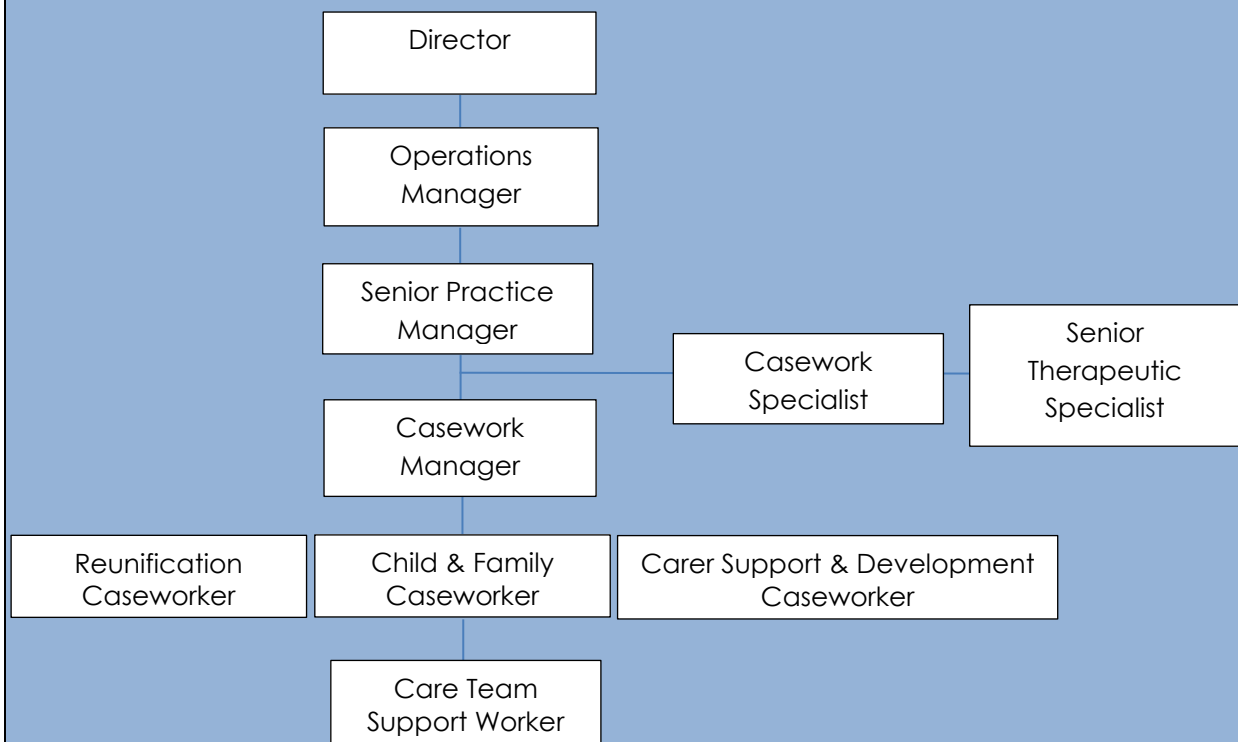 Director
Operations
Manager
Senior Practice
Manager
Casework
Specialist
Senior
Therapeutic
Specialist
Casework
Manager
Reunification
Caseworker
Child & Family
Caseworker
Carer Support & Development
Caseworker
Care Team
Support Worker